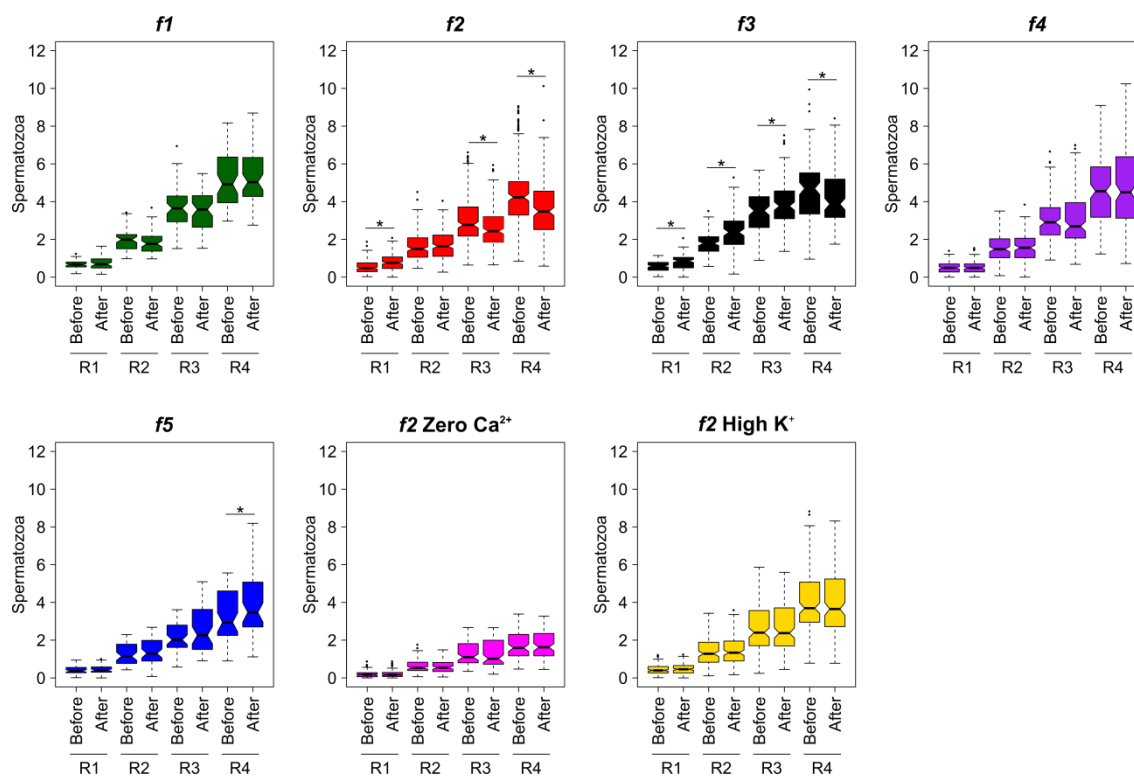 f1 f2 f3 f4
12 12 12 12
10 10 10 10
8 8 8 8
6 6 6 6
4 4 4 4
2 2 2 2
0 0 0 0
Spermatozoa Spermatozoa Spermatozoa Spermatozoa
* * * * * * *
Before After Before After Before After Before After Before After Before After Before After Before After Before After Before After Before After Before After Before After Before After Before After Before After
R1 R2 R3 R4 R1 R2 R3 R4 R1 R2 R3 R4 R1 R2 R3 R4
f5 f2 Zero Ca²⁺ f2 High K⁺
12 12 12
10 10 10
8 8 8
6 6 6
4 4 4
2 2 2
0 0 0
Spermatozoa Spermatozoa Spermatozoa
*
Before After Before After Before After Before After Before After Before After Before After Before After Before After Before After Before After Before After
R1 R2 R3 R4 R1 R2 R3 R4 R1 R2 R3 R4